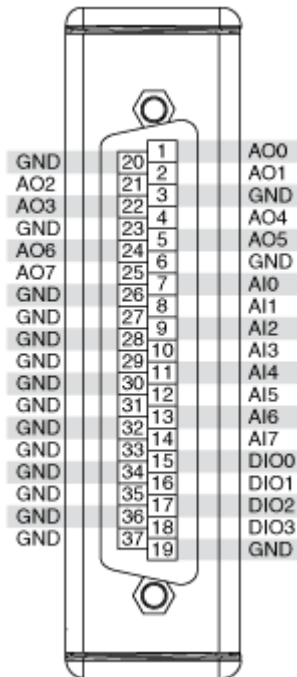 GND 20
AO2 21
AO3 22
GND 23
AO6 24
AO7 25
GND 26
GND 27
GND 28
GND 29
GND 30
GND 31
GND 32
GND 33
GND 34
GND 35
GND 36
GND 37
1 AO0
2 AO1
3 GND
4 AO4
5 AO5
6 GND
7 AI0
8 AI1
9 AI2
10 AI3
11 AI4
12 AI5
13 AI6
14 AI7
15 DIO0
16 DIO1
17 DIO2
18 DIO3
19 GND